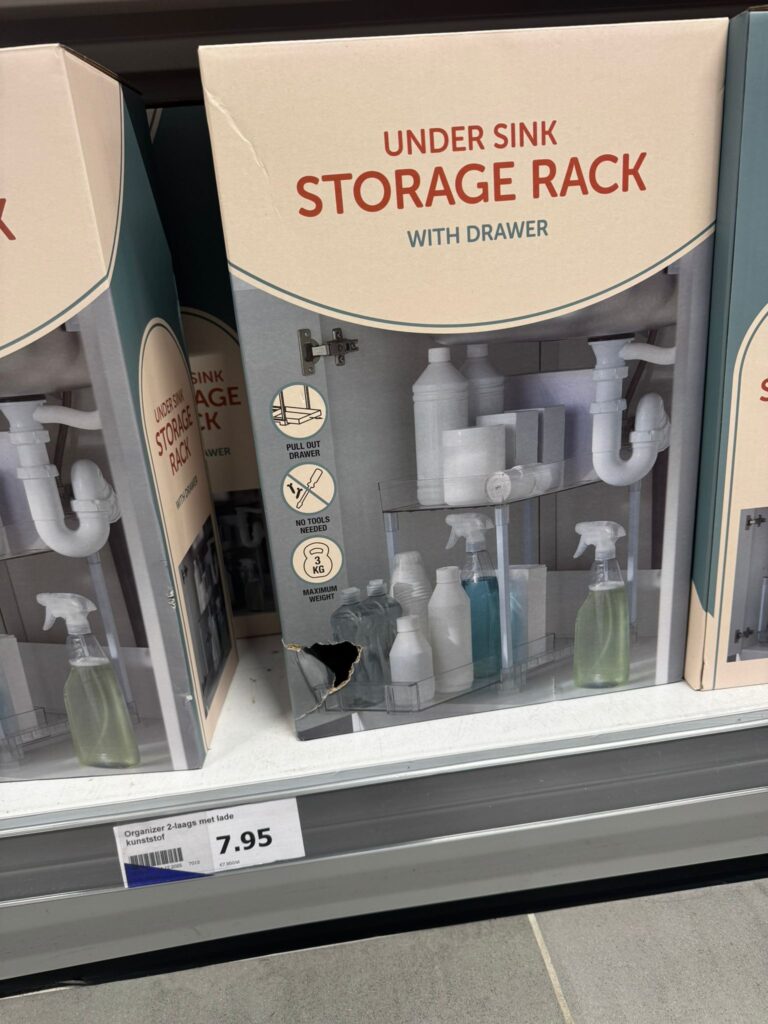 UNDER SINK
STORAGE RACK
WITH DRAWER
PULL OUT
DRAWER
NO TOOLS
NEEDED
3
KG
MAXIMUM
WEIGHT
K
UNDER SINK
STORAGE
RACK
WITH DRAWER
SINK
AGE
CK
WER
S
Organizer 2-laags met lade
kunststof
7.95
7012